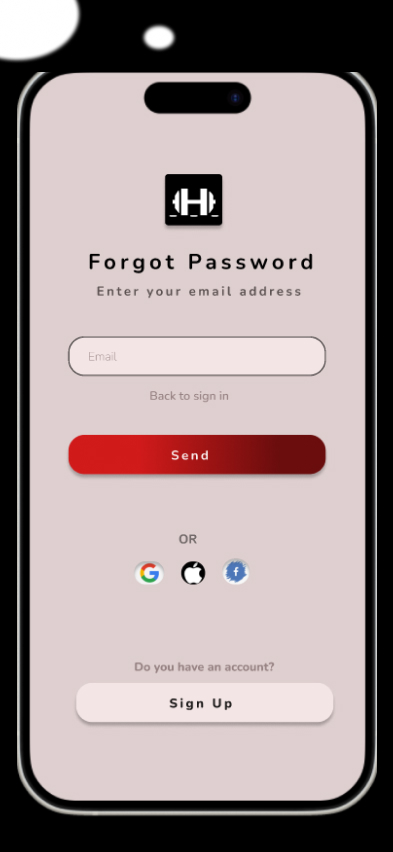 H
Forgot Password
Enter your email address
Email
Back to sign in
Send
OR
Do you have an account?
Sign Up